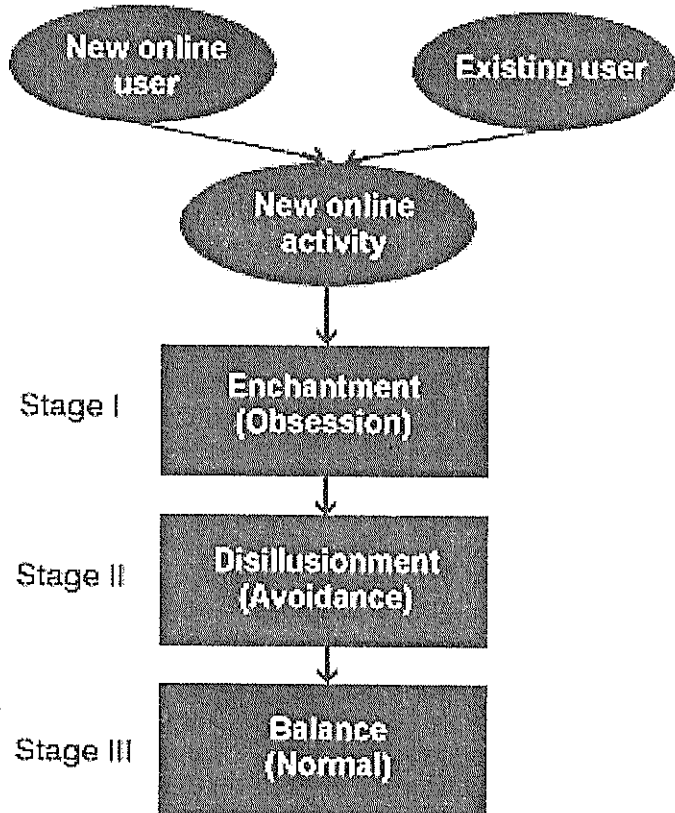 New online
user
Existing user
New online
activity
Stage I
Enchantment
(Obsession)
Stage II
Disillusionment
(Avoidance)
Stage III
Balance
(Normal)